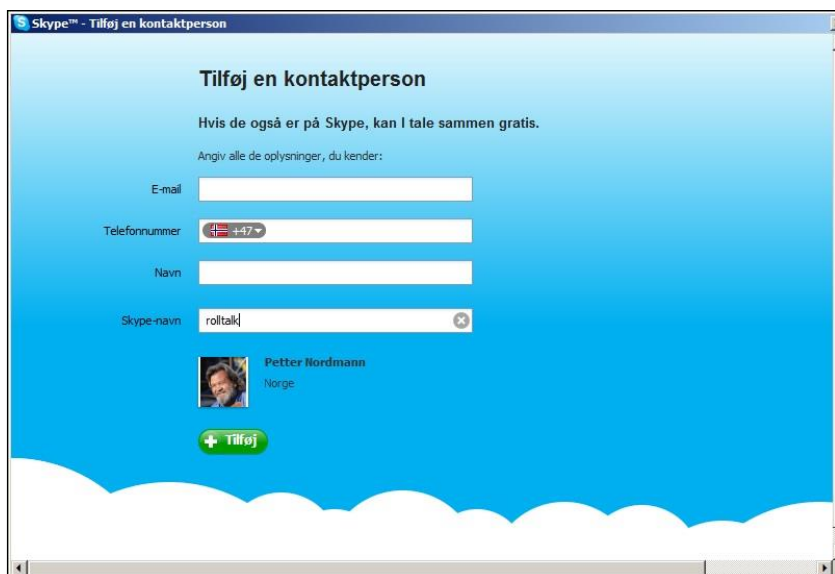 Skype™ - Tilføj en kontaktperson
Tilføj en kontaktperson
Hvis de også er på Skype, kan I tale sammen gratis.
Angiv alle de oplysninger, du kender:
E-mail
Telefonnummer +47
Navn
Skype-navn rolltalk
Petter Nordmann
Norge
Tilføj